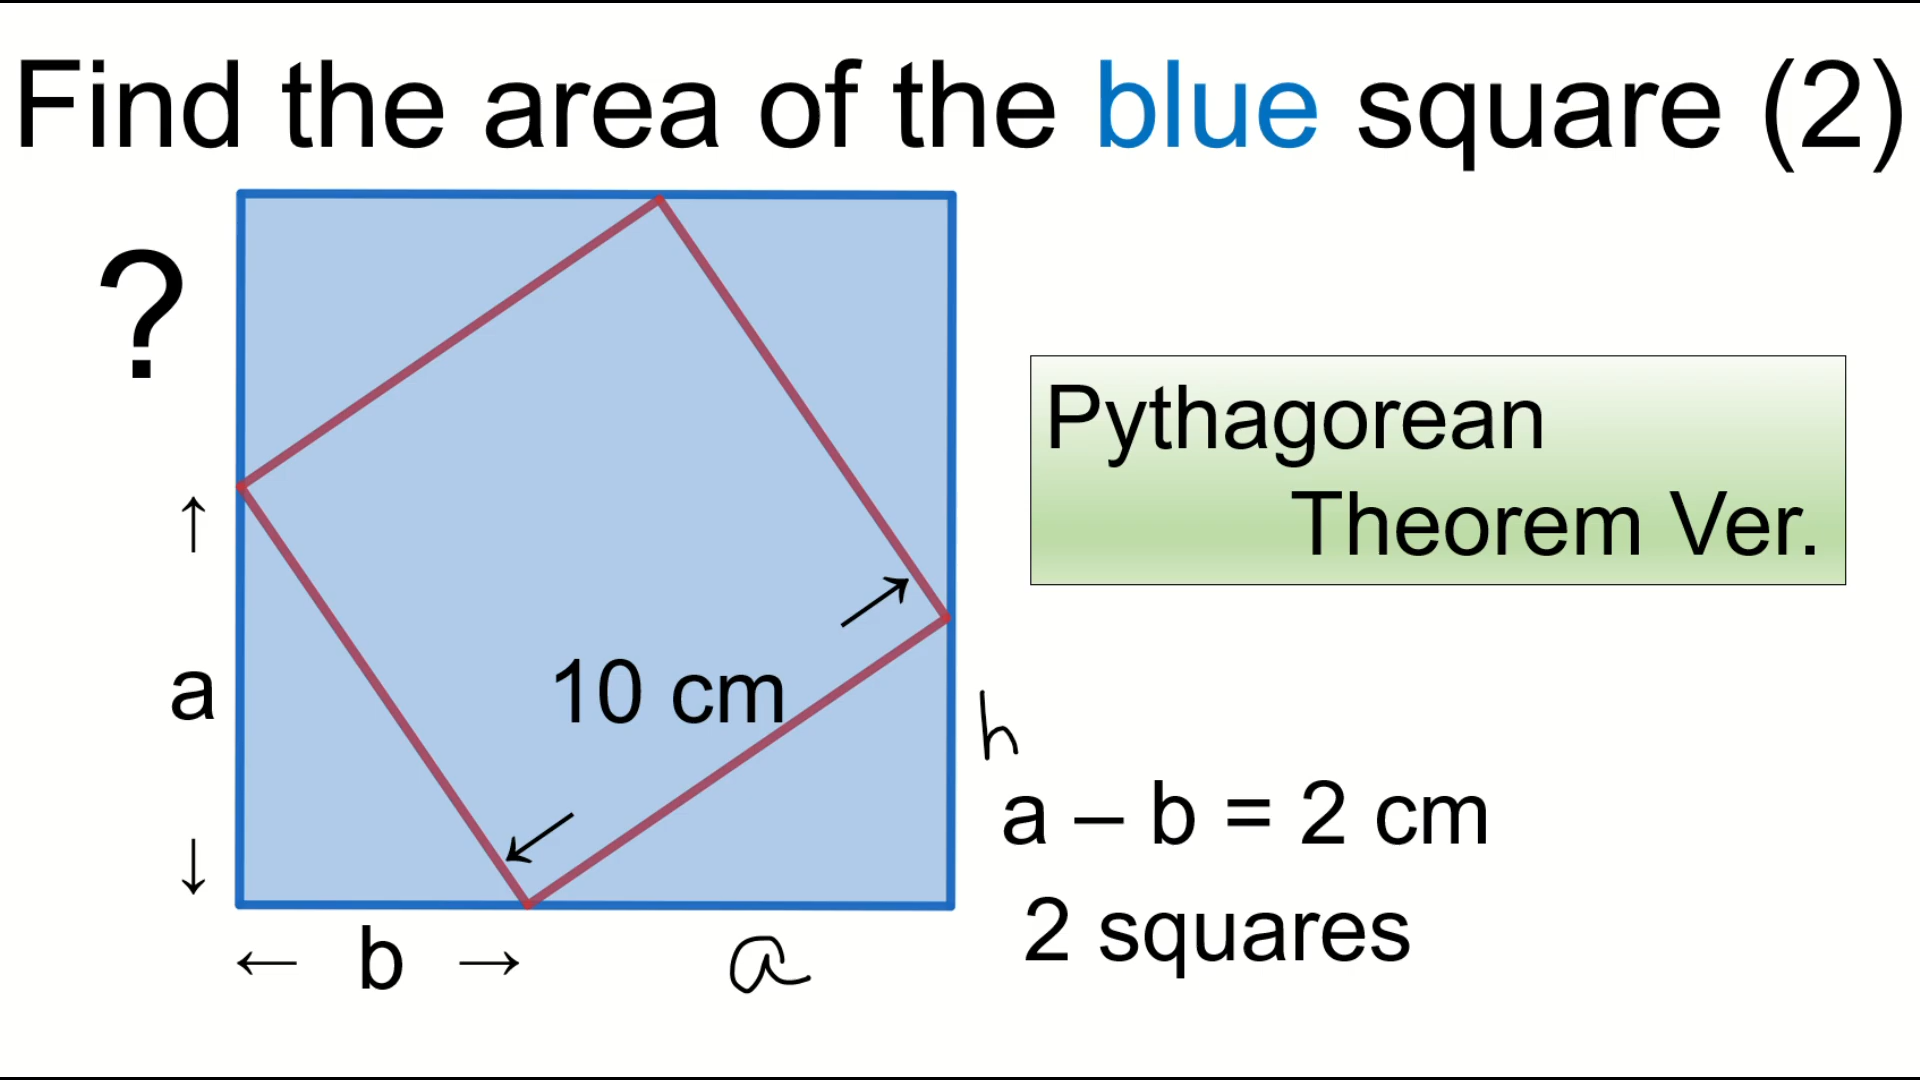 Find the area of the blue square (2)
?
Pythagorean
Theorem Ver.
↑
10 cm
a
h
a – b = 2 cm
↓
2 squares
← b →
a